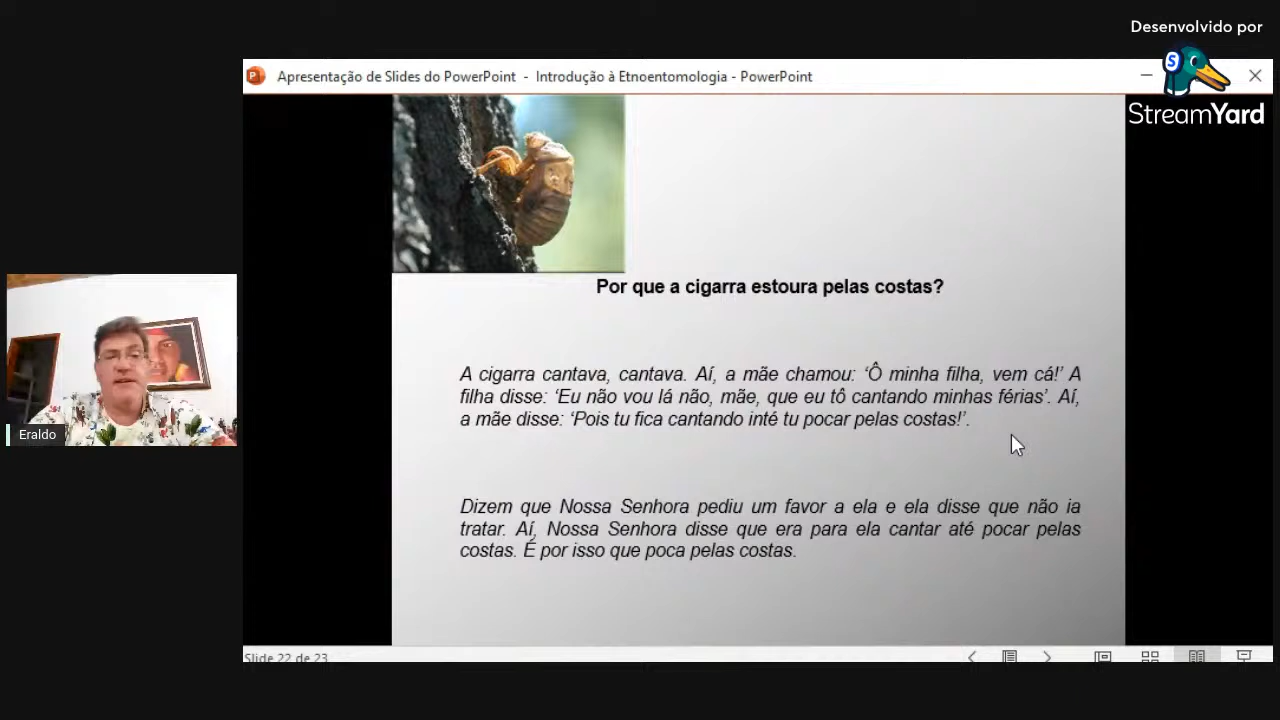 Desenvolvido por
StreamYard
Apresentação de Slides do PowerPoint - Introdução à Etnoentomologia - PowerPoint
Por que a cigarra estoura pelas costas?
A cigarra cantava, cantava. Aí, a mãe chamou: ‘Ô minha filha, vem cá!’ A
filha disse: ‘Eu não vou lá não, mãe, que eu tô cantando minhas férias’. Aí,
a mãe disse: ‘Pois tu fica cantando inté tu pocar pelas costas!’.
Dizem que Nossa Senhora pediu um favor a ela e ela disse que não ia
tratar. Aí, Nossa Senhora disse que era para ela cantar até pocar pelas
costas. É por isso que poca pelas costas.
Eraldo
Slide 22 de 23